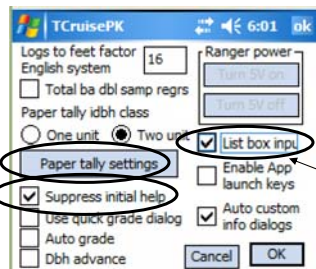 TCruisePK 6:01 ok
Logs to feet factor
English system
16
Total ba dbl samp regrs
Paper tally idbh class
One unit Two unit
Paper tally settings
Suppress initial help
Use quick grade dialog
Auto grade
Dbh advance
Ranger power
Turn 5V on
Turn 5V off
List box inpu
Enable App
launch keys
Auto custom
info dialogs
Cancel OK